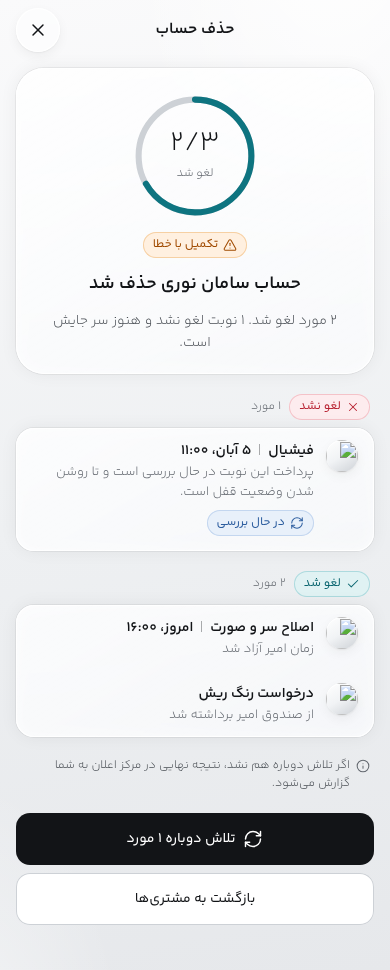 حذف حساب
۲/۳
لغو شد
تکمیل با خطا
حساب سامان نوری حذف شد
۲ مورد لغو شد. ۱ نوبت لغو نشد و هنوز سر جایش
است.
لغو نشد ۱ مورد
فیشیال | ۵ آبان، ۱۱:۰۰
پرداخت این نوبت در حال بررسی است و تا روشن
شدن وضعیت قفل است.
در حال بررسی
لغو شد ۲ مورد
اصلاح سر و صورت | امروز، ۱۶:۰۰
زمان امیر آزاد شد
درخواست رنگ ریش
از صندوق امیر برداشته شد
اگر تلاش دوباره هم نشد، نتیجه نهایی در مرکز اعلان به شما
گزارش می‌شود.
تلاش دوباره ۱ مورد
بازگشت به مشتری‌ها